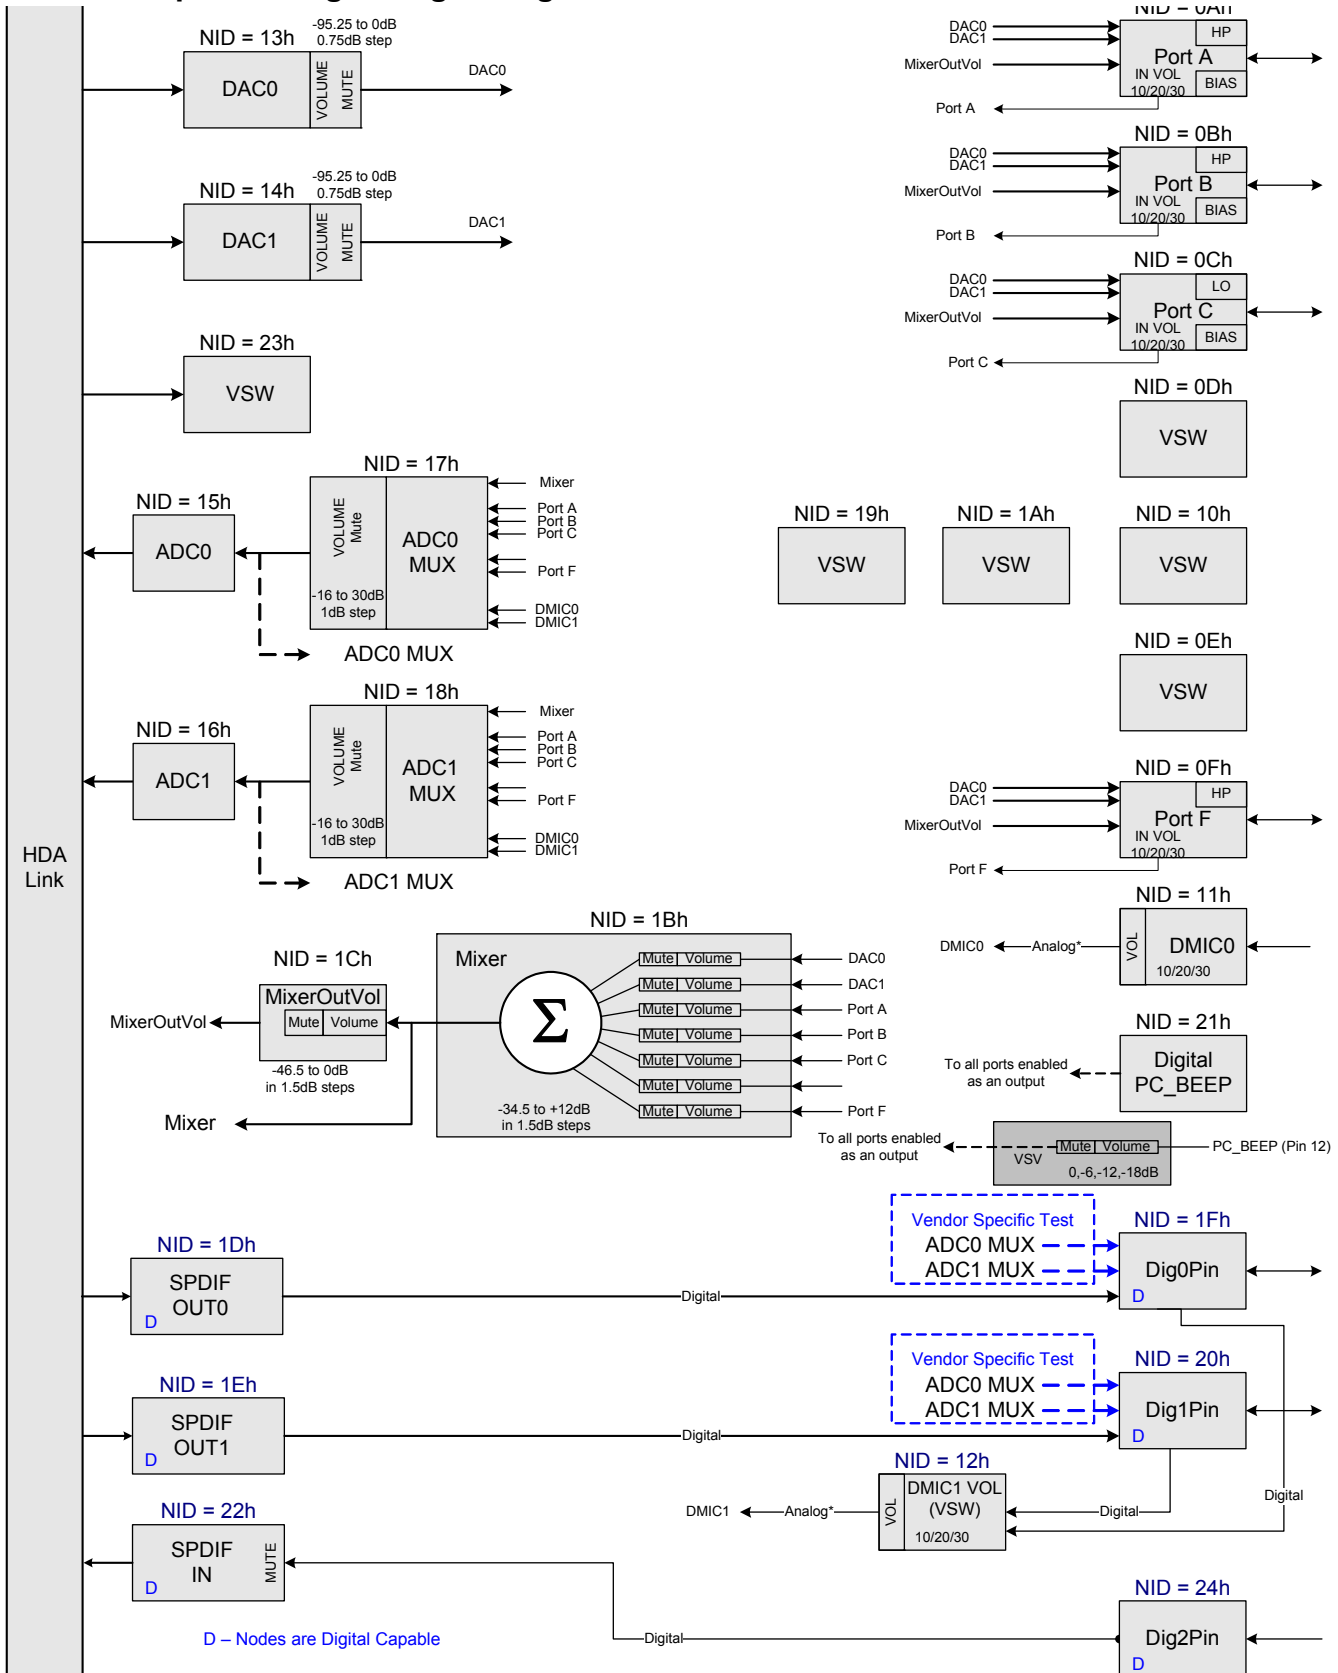 NID = 13h
-95.25 to 0dB
0.75dB step
DAC0
VOLUME
MUTE
DAC0
NID = 14h
-95.25 to 0dB
0.75dB step
DAC1
VOLUME
MUTE
DAC1
NID = 23h
VSW
NID = 17h
Mixer
Port A
Port B
Port C
Port F
DMIC0
DMIC1
VOLUME
Mute
-16 to 30dB
1dB step
ADC0
MUX
NID = 15h
ADC0
ADC0 MUX
NID = 18h
Mixer
Port A
Port B
Port C
Port F
DMIC0
DMIC1
VOLUME
Mute
-16 to 30dB
1dB step
ADC1
MUX
NID = 16h
ADC1
ADC1 MUX
HDA
Link
NID = 0Ah
DAC0
DAC1
MixerOutVol
Port A
HP
Port A
IN VOL
10/20/30
BIAS
NID = 0Bh
DAC0
DAC1
MixerOutVol
Port B
HP
Port B
IN VOL
10/20/30
BIAS
NID = 0Ch
DAC0
DAC1
MixerOutVol
Port C
LO
Port C
IN VOL
10/20/30
BIAS
NID = 0Dh
VSW
NID = 19h
VSW
NID = 1Ah
VSW
NID = 10h
VSW
NID = 0Eh
VSW
NID = 0Fh
DAC0
DAC1
MixerOutVol
Port F
HP
Port F
IN VOL
10/20/30
NID = 11h
DMIC0
Analog*
VOL
DMIC0
10/20/30
NID = 1Bh
Mixer
Σ
Mute Volume DAC0
Mute Volume DAC1
Mute Volume Port A
Mute Volume Port B
Mute Volume Port C
Mute Volume
Mute Volume Port F
-34.5 to +12dB
in 1.5dB steps
NID = 1Ch
MixerOutVol
Mute Volume
MixerOutVol
-46.5 to 0dB
in 1.5dB steps
Mixer
NID = 21h
To all ports enabled
as an output
Digital
PC_BEEP
To all ports enabled
as an output
VSV
Mute Volume
0,-6,-12,-18dB
PC_BEEP (Pin 12)
Vendor Specific Test
ADC0 MUX
ADC1 MUX
NID = 1Fh
Dig0Pin
D
NID = 1Dh
SPDIF
OUT0
D
Digital
Vendor Specific Test
ADC0 MUX
ADC1 MUX
NID = 20h
Dig1Pin
D
NID = 1Eh
SPDIF
OUT1
D
Digital
NID = 12h
DMIC1
Analog*
VOL
DMIC1 VOL
(VSW)
10/20/30
Digital
Digital
NID = 22h
SPDIF
IN
D
MUTE
NID = 24h
Digital
Dig2Pin
D
D – Nodes are Digital Capable